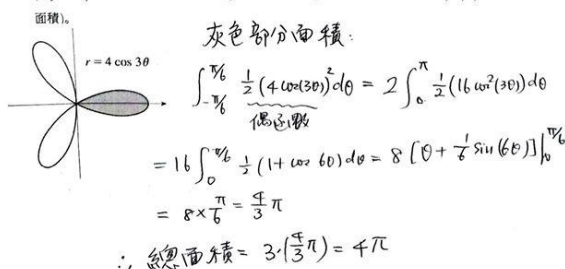 面積)。
灰色部分面積:
r = 4 cos 3θ
∫_{-π/6}^{π/6} 1/2 (4cos(3θ))² dθ = 2∫_0^π 1/2 (16 cos²(3θ)) dθ
偶函數
= 16 ∫_0^{π/6} 1/2 (1 + cos 6θ) dθ = 8 [θ + 1/6 sin(6θ)] |_0^{π/6}
= 8 × π/6 = 4/3 π
∴ 總面積 = 3·(4/3 π) = 4π